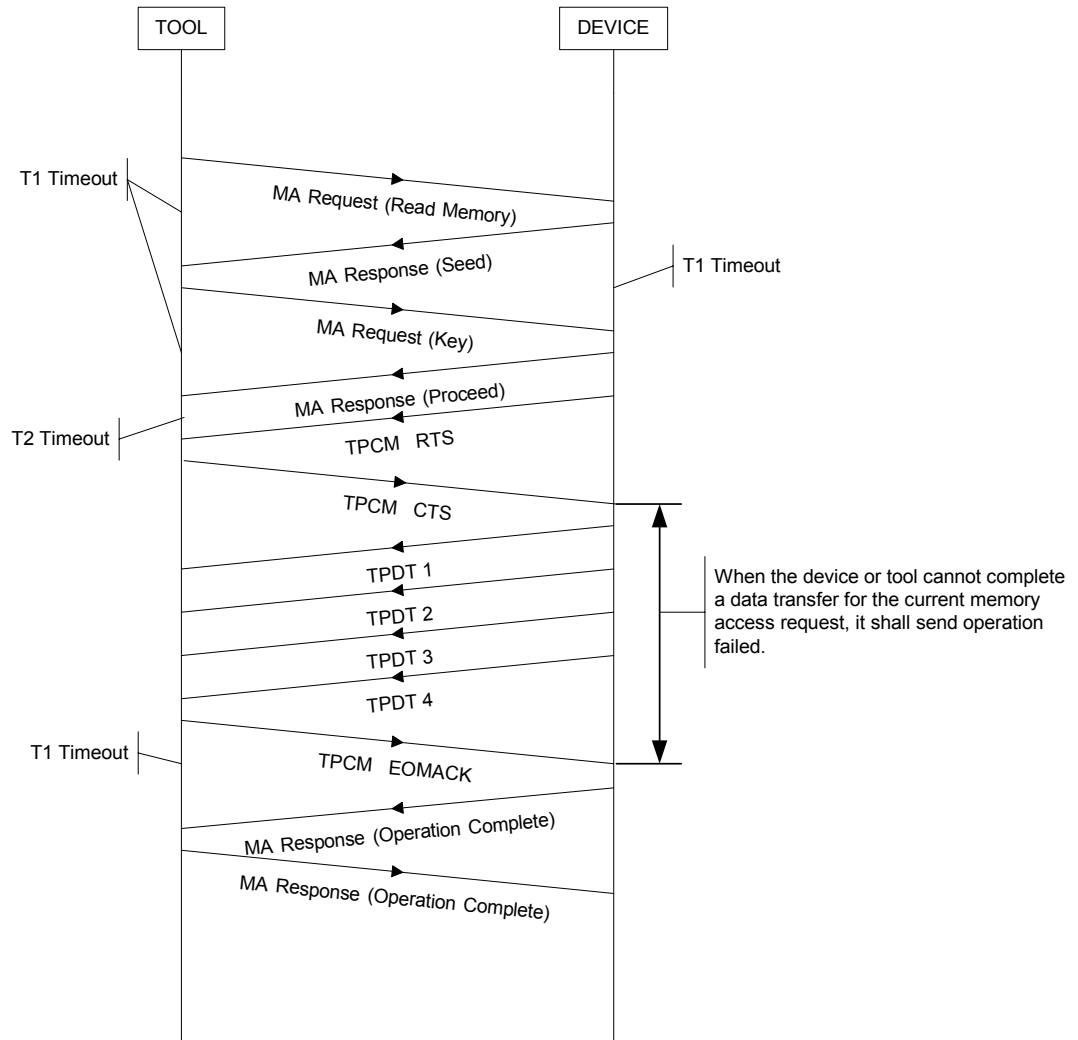 TOOL
DEVICE
T1 Timeout
MA Request (Read Memory)
MA Response (Seed)
T1 Timeout
MA Request (Key)
MA Response (Proceed)
T2 Timeout
TPCM RTS
TPCM CTS
TPDT 1
When the device or tool cannot complete
a data transfer for the current memory
access request, it shall send operation
failed.
TPDT 2
TPDT 3
TPDT 4
T1 Timeout
TPCM EOMACK
MA Response (Operation Complete)
MA Response (Operation Complete)